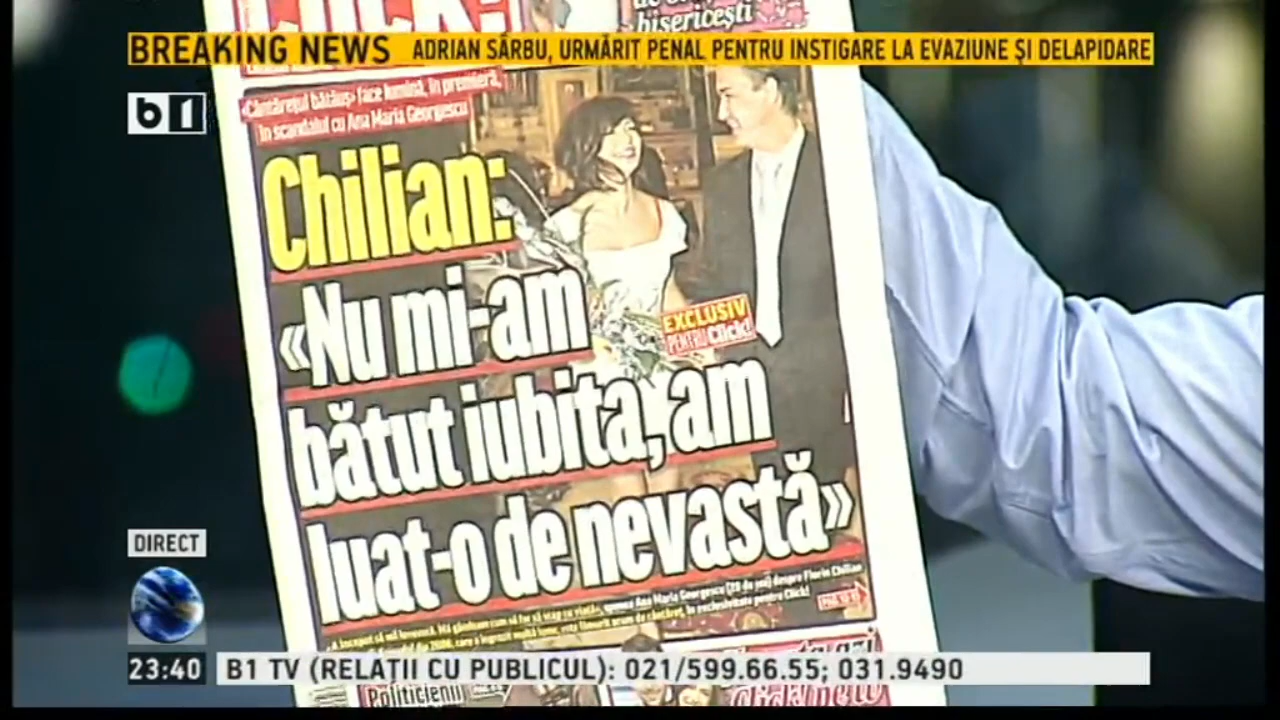 Click!
bisericești
BREAKING NEWS ADRIAN SÂRBU, URMĂRIT PENAL PENTRU INSTIGARE LA EVAZIUNE ȘI DELAPIDARE
b1
«Cântărețul bătăuș» face lumină, în premieră,
în scandalul cu Ana Maria Georgescu
Chilian:
«Nu mi-am
bătut iubita, am
luat-o de nevastă»
EXCLUSIV
PENTRU Click!
DIRECT
23:40 B1 TV (RELAȚII CU PUBLICUL): 021/599.66.55; 031.9490
Politicienii